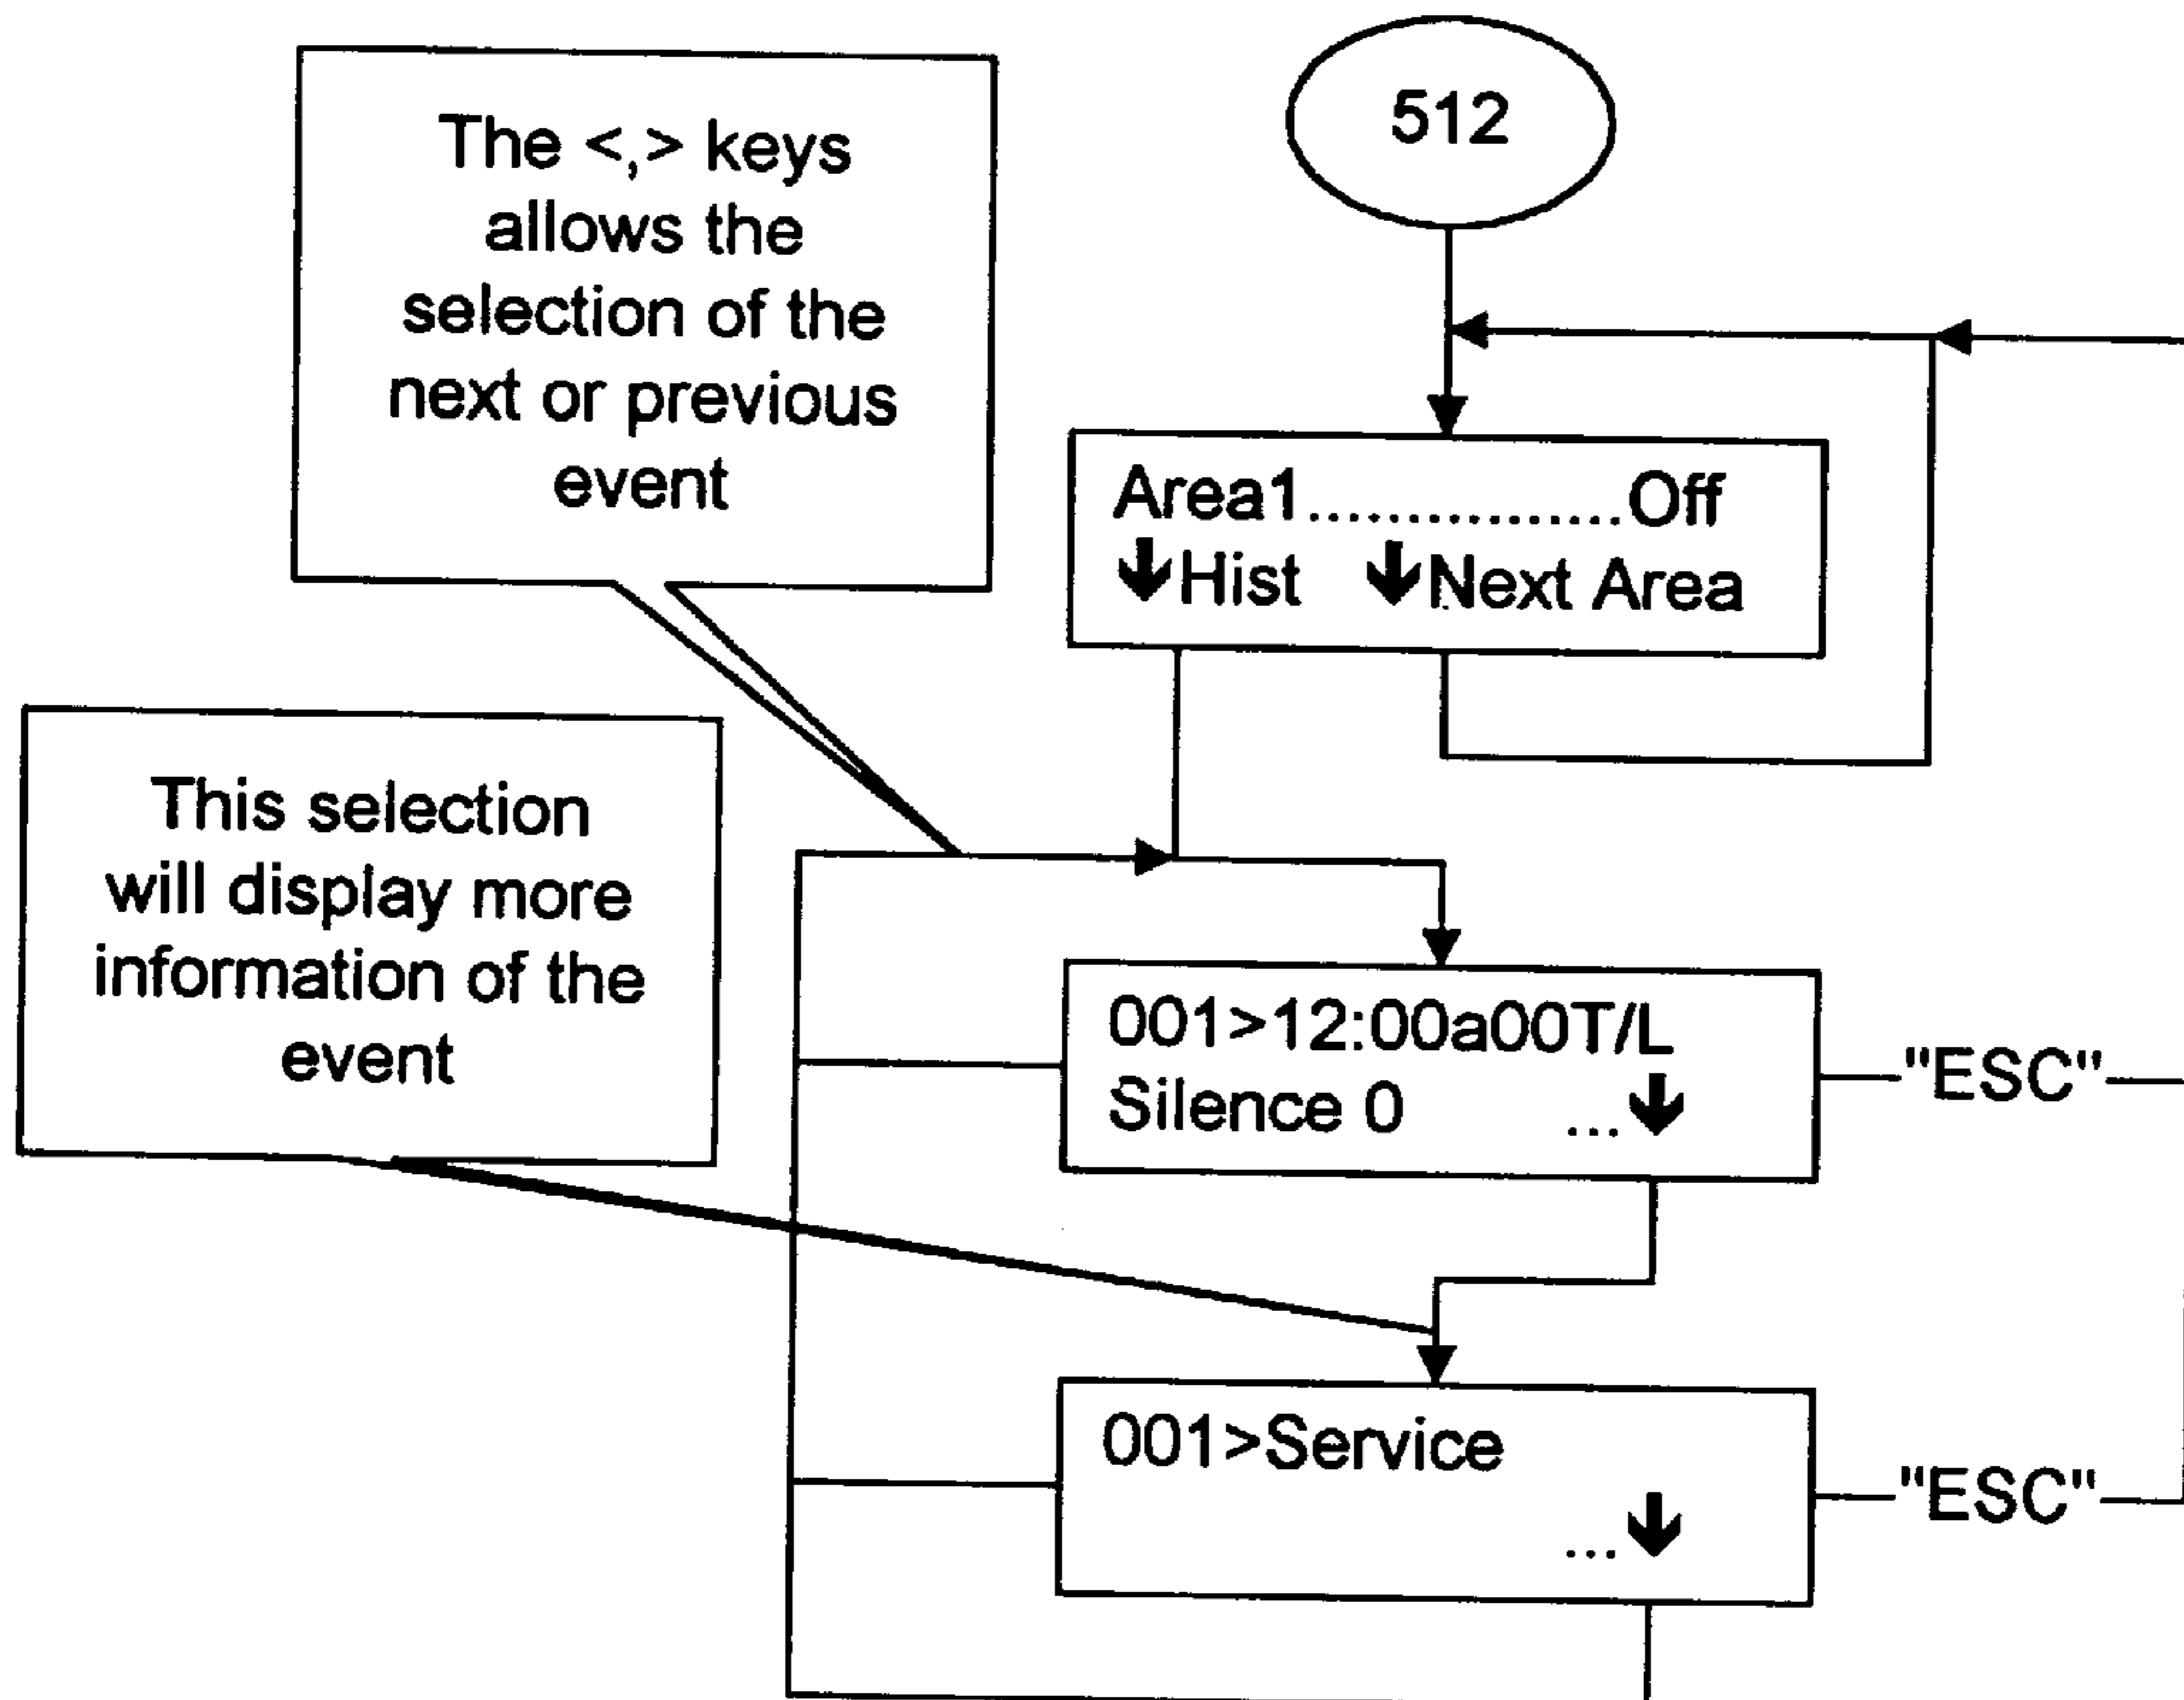 The <,> keys
allows the
selection of the
next or previous
event
512
Area1................Off
↓Hist ↓Next Area
This selection
will display more
information of the
event
001>12:00a00T/L
Silence 0 ...↓
"ESC"
001>Service
...↓
"ESC"